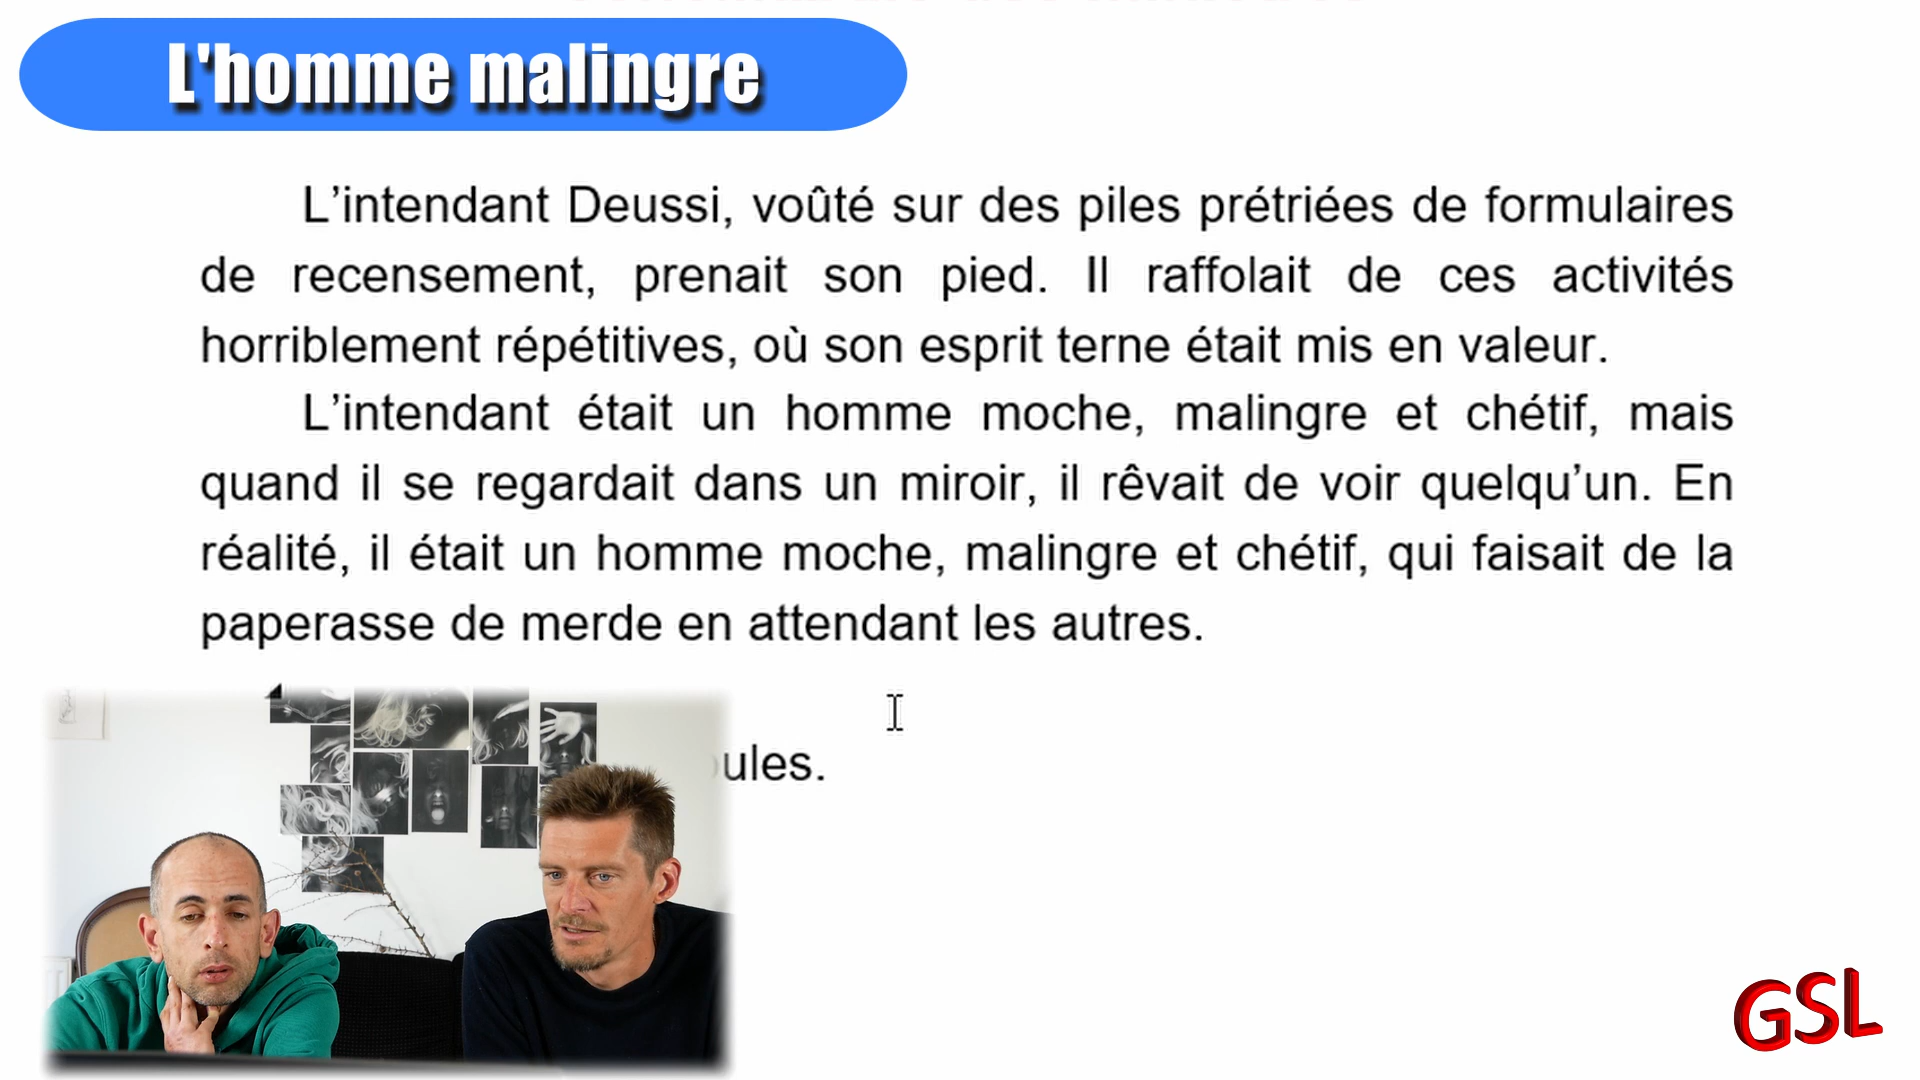 L'homme malingre
L’intendant Deussi, voûté sur des piles prétriées de formulaires
de recensement, prenait son pied. Il raffolait de ces activités
horriblement répétitives, où son esprit terne était mis en valeur.
L’intendant était un homme moche, malingre et chétif, mais
quand il se regardait dans un miroir, il rêvait de voir quelqu’un. En
réalité, il était un homme moche, malingre et chétif, qui faisait de la
paperasse de merde en attendant les autres.
GSL